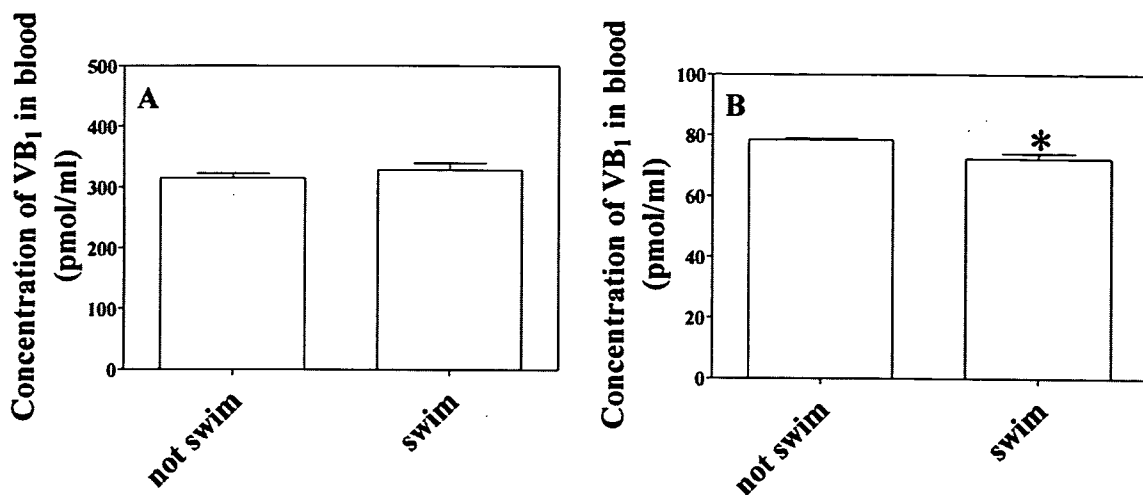 Concentration of VB₁ in blood
(pmol/ml)
500
400
300
200
100
0
A
not swim
swim
Concentration of VB₁ in blood
(pmol/ml)
100
80
60
40
20
0
B
*
not swim
swim